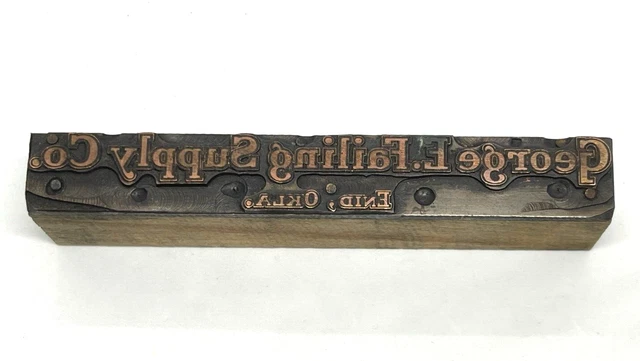 George L. Failing Supply Co.
Enid, Okla.